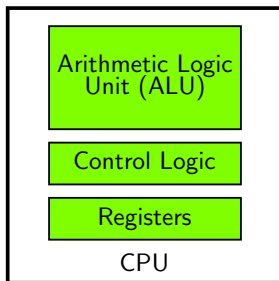 Arithmetic Logic
Unit (ALU)
Control Logic
Registers
CPU